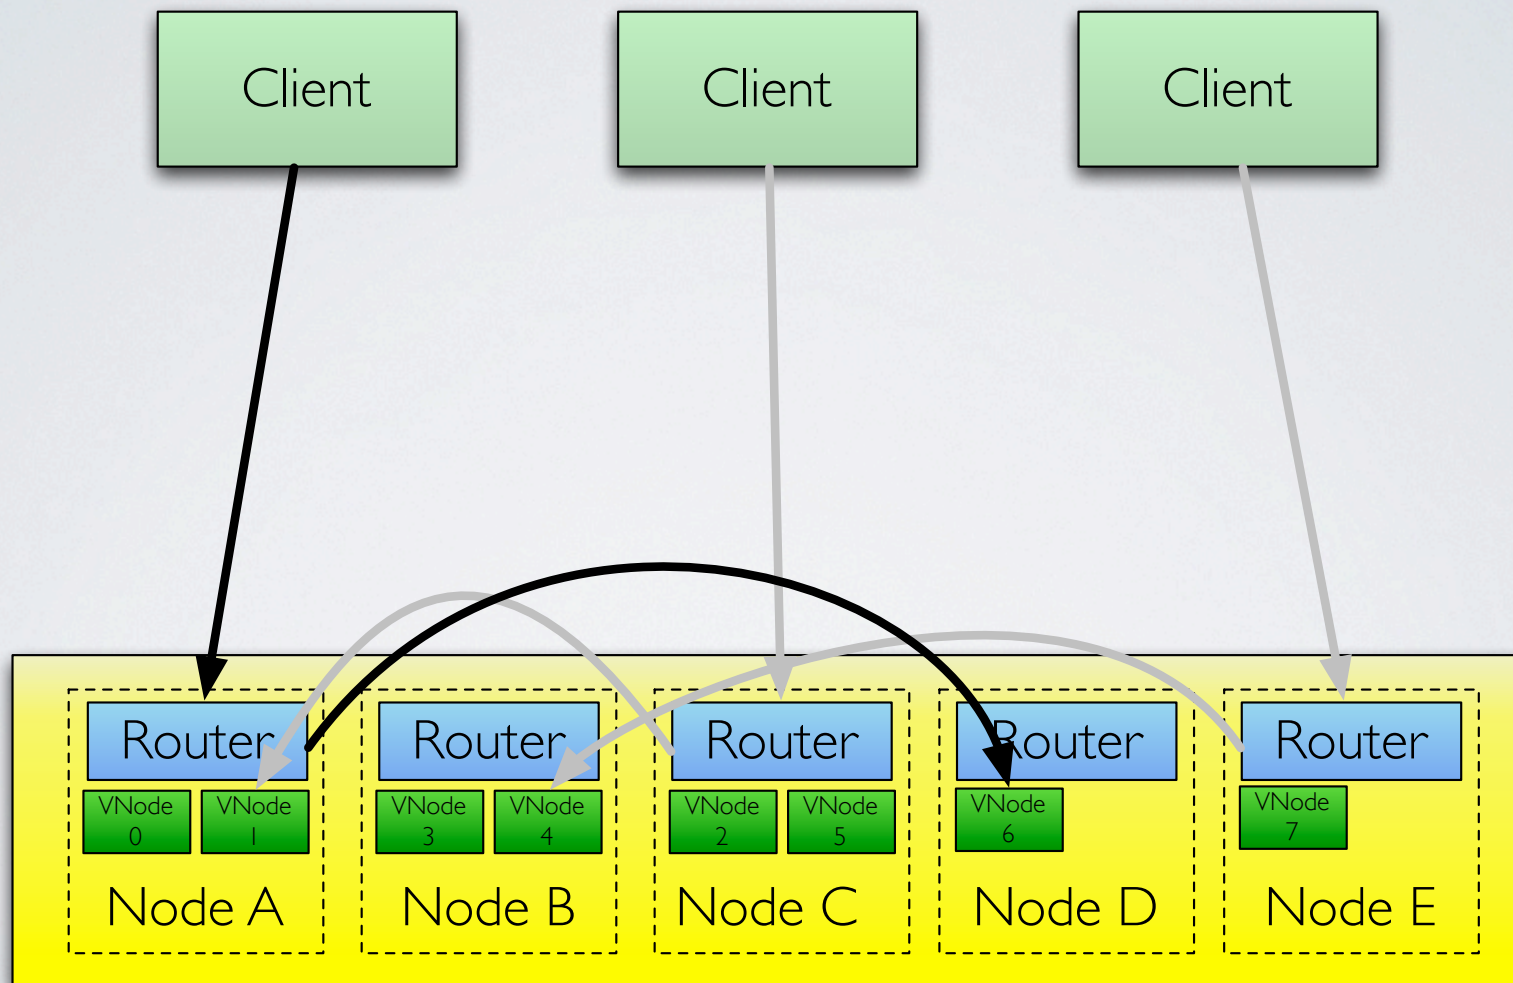 Client
Client
Client
Router
Router
Router
Router
Router
VNode
0
VNode
1
VNode
3
VNode
4
VNode
2
VNode
5
VNode
6
VNode
7
Node A
Node B
Node C
Node D
Node E